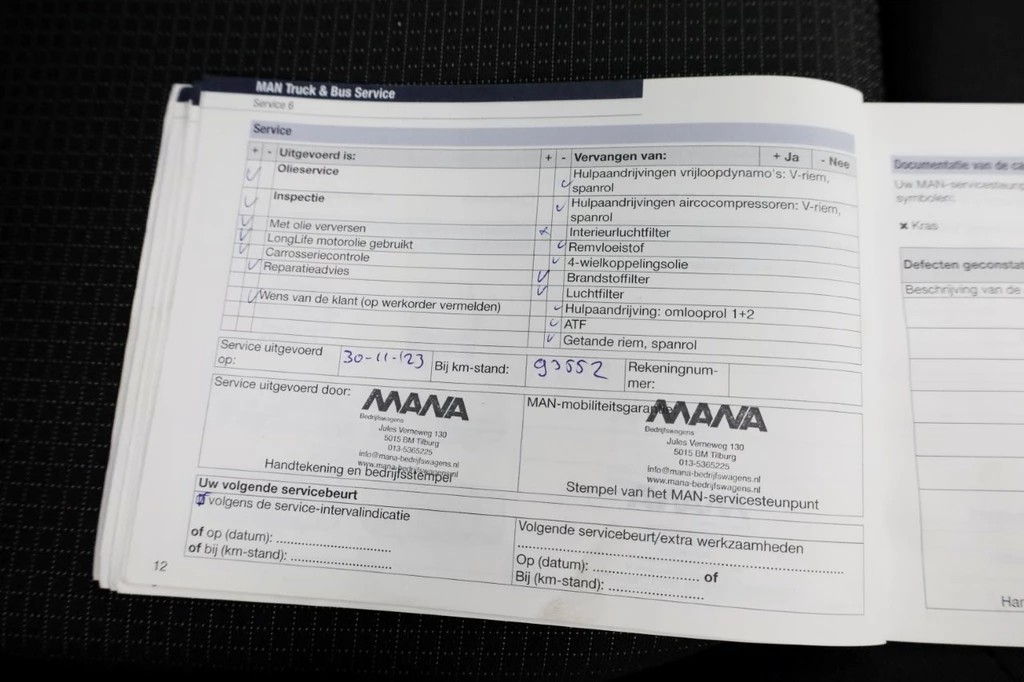 MAN Truck & Bus Service
Service 6
Service
+ - Uitgevoerd is:
Olieservice
Inspectie
Met olie verversen
LongLife motorolie gebruikt
Carrosseriecontrole
Reparatieadvies
Wens van de klant (op werkorder vermelden)
+ - Vervangen van: + Ja - Nee
Hulpaandrijvingen vrijloopdynamo's: V-riem,
spanrol
Hulpaandrijvingen aircocompressoren: V-riem,
spanrol
Interieurluchtfilter
Remvloeistof
4-wielkoppelingsolie
Brandstoffilter
Luchtfilter
Hulpaandrijving: omlooprol 1+2
ATF
Getande riem, spanrol
Service uitgevoerd
op:
30-11-'23
Bij km-stand:
93552
Rekeningnum-
mer:
Service uitgevoerd door:
MANA
Bedrijfswagens
Jules Verneweg 130
5015 BM Tilburg
013-5365225
info@mana-bedrijfswagens.nl
www.mana-bedrijfswagens.nl
Handtekening en bedrijfsstempel
MAN-mobiliteitsgarantie
MANA
Bedrijfswagens
Jules Verneweg 130
5015 BM Tilburg
013-5365225
info@mana-bedrijfswagens.nl
www.mana-bedrijfswagens.nl
Stempel van het MAN-servicesteunpunt
Uw volgende servicebeurt
volgens de service-intervalindicatie
of op (datum):
of bij (km-stand):
Volgende servicebeurt/extra werkzaamheden
Op (datum): of
Bij (km-stand):
12
Documentatie van de ca
Uw MAN-servicesteunp
symbolen:
× Kras
Defecten geconstat
Beschrijving van de
Har